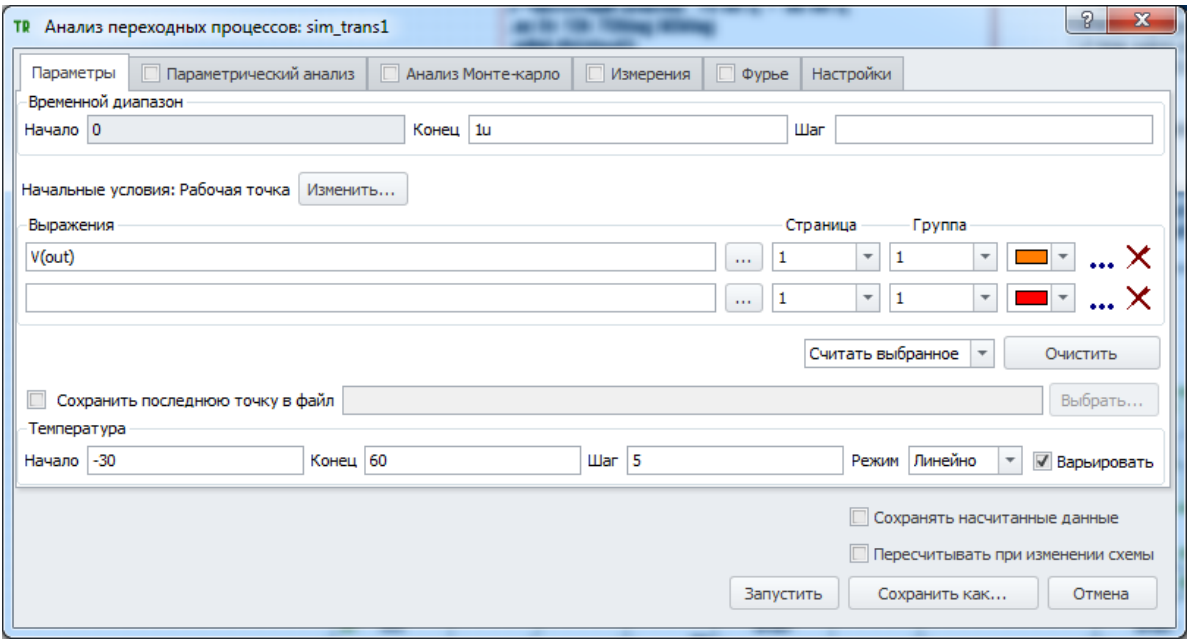 TR Анализ переходных процессов: sim_trans1 ? X
Параметры Параметрический анализ Анализ Монте-карло Измерения Фурье Настройки
Временной диапазон
Начало 0 Конец 1u Шаг
Начальные условия: Рабочая точка Изменить...
Выражения Страница Группа
V(out) ... 1 1 ...
... 1 1 ...
Считать выбранное Очистить
Сохранить последнюю точку в файл Выбрать...
Температура
Начало -30 Конец 60 Шаг 5 Режим Линейно Варьировать
Сохранять насчитанные данные
Пересчитывать при изменении схемы
Запустить Сохранить как... Отмена